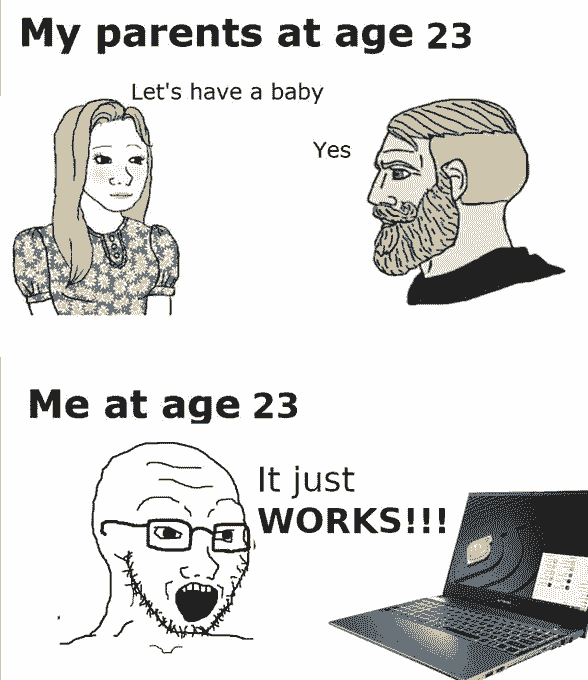 My parents at age 23
Let's have a baby
Yes
Me at age 23
It just
WORKS!!!